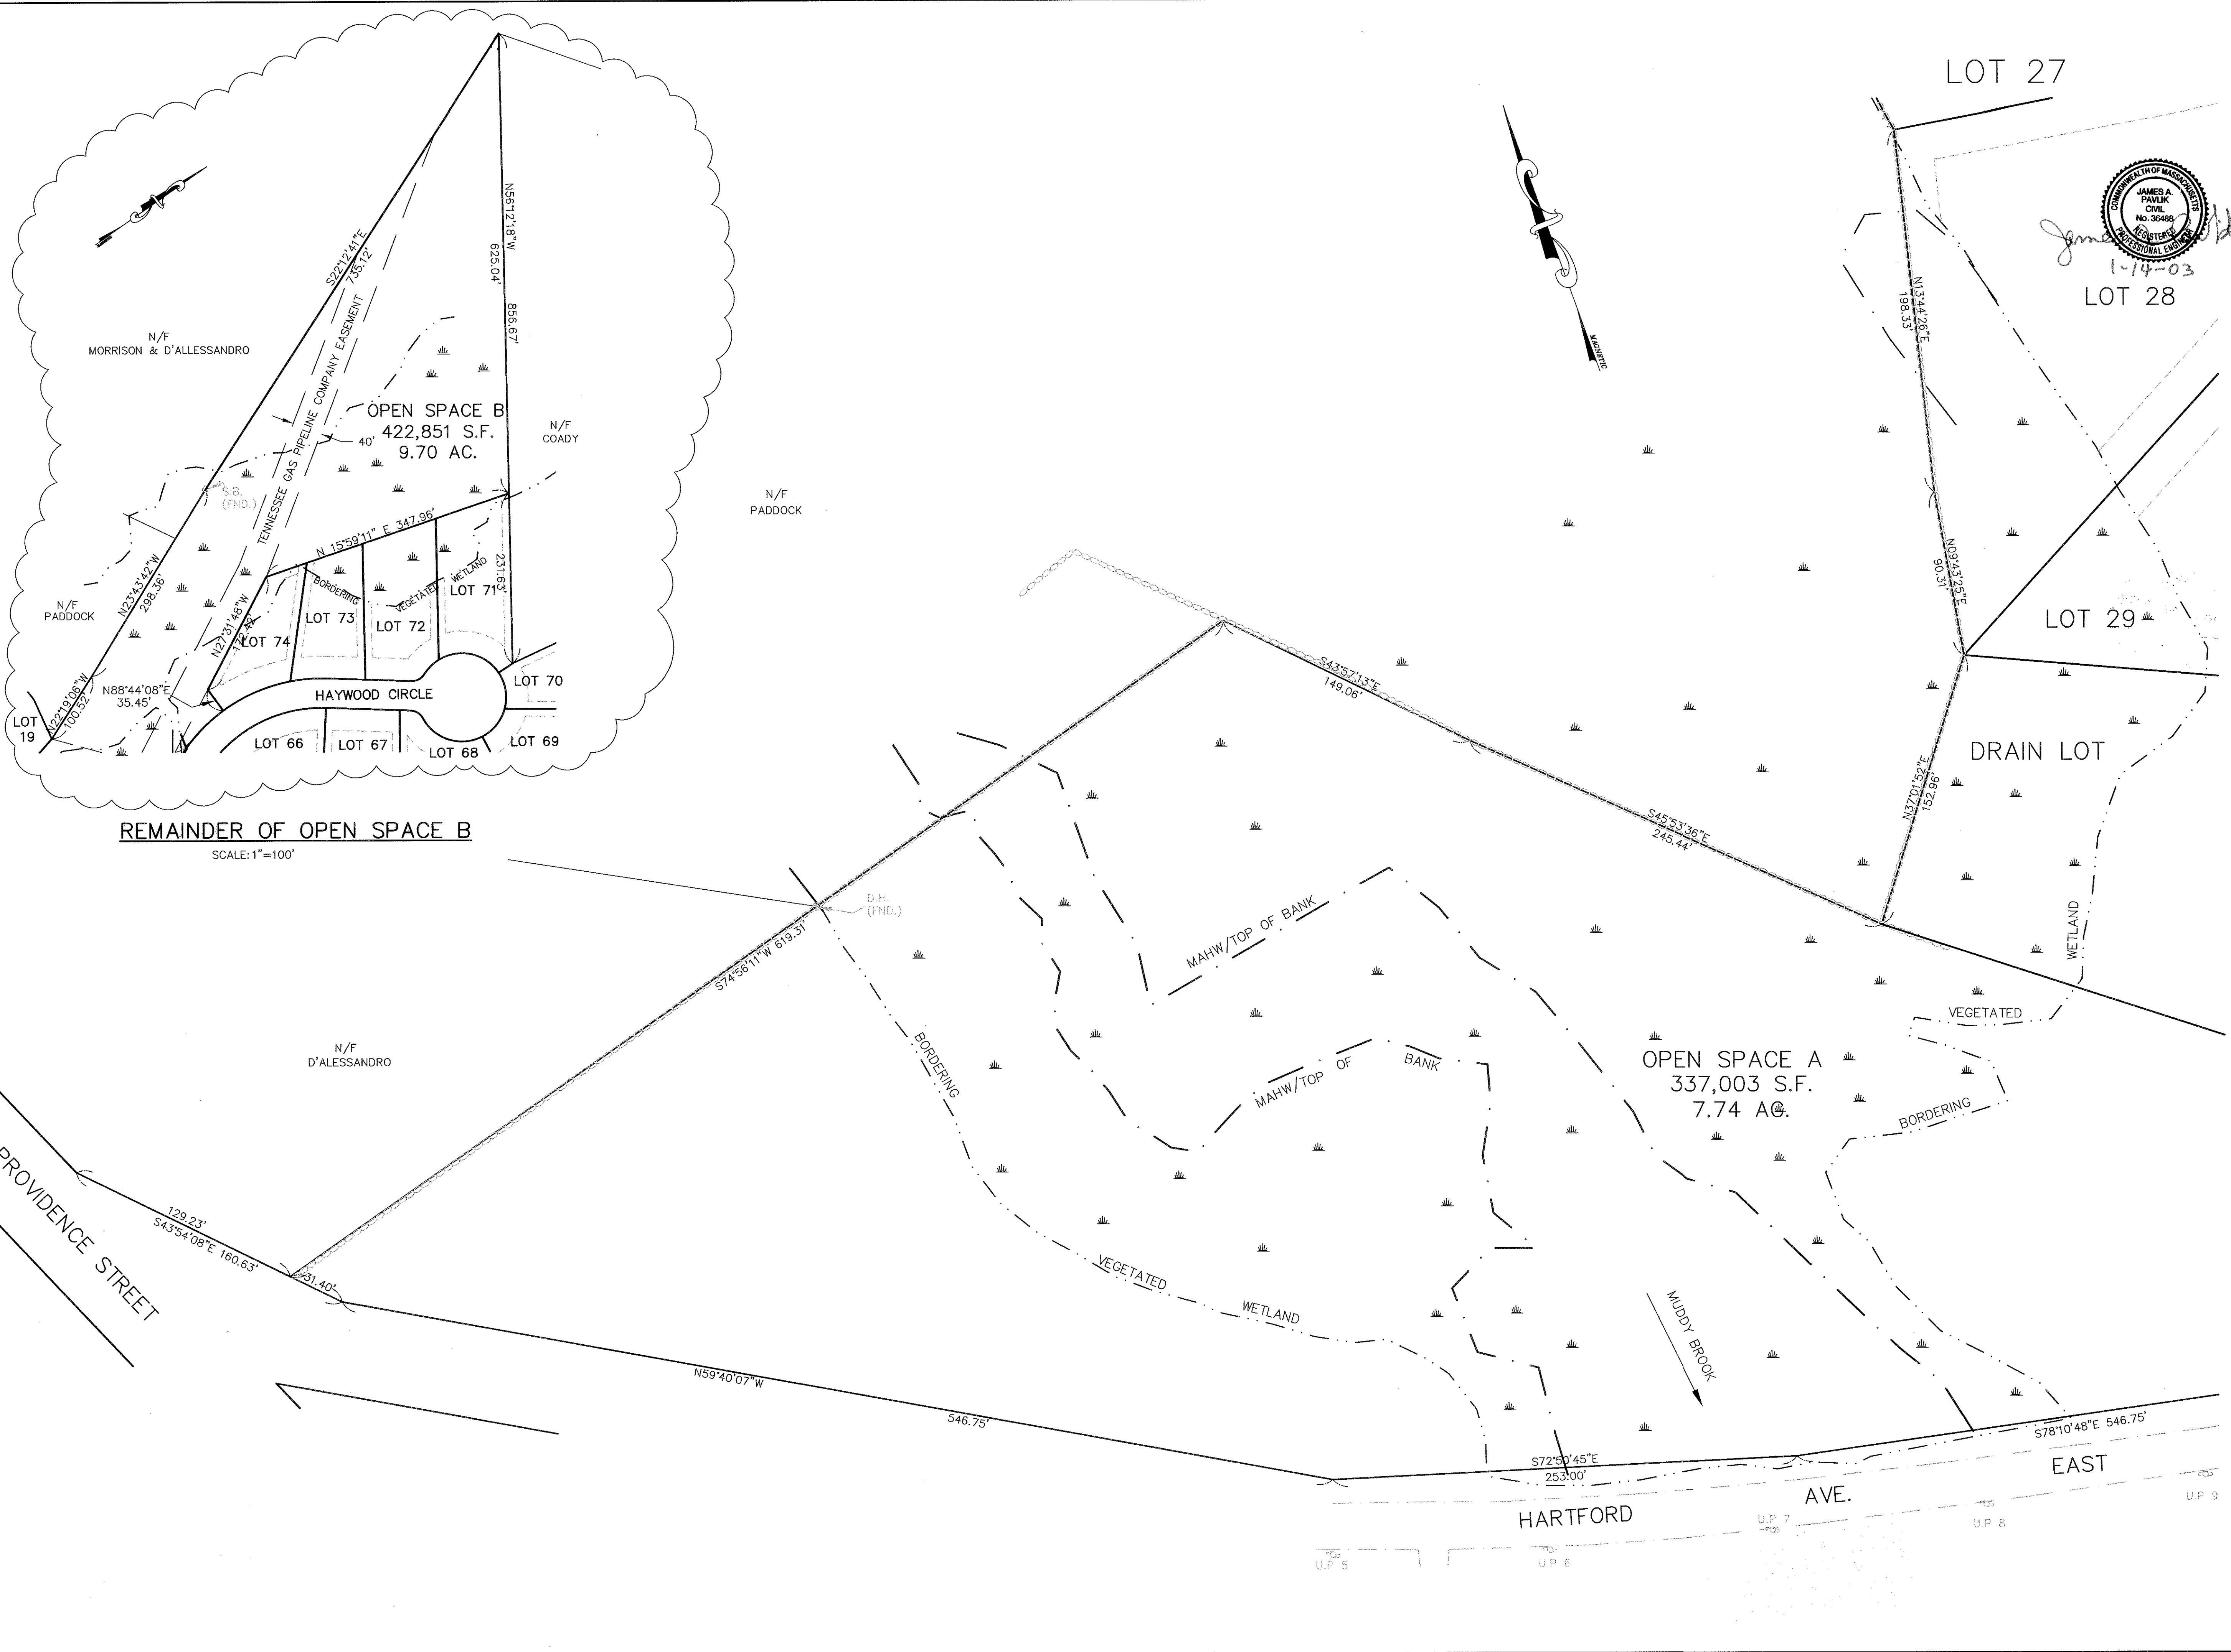 S22°12'41"E
735.12'
N56°12'18"W
625.04'
856.67'
N/F
MORRISON & D'ALLESSANDRO
TENNESSEE GAS PIPELINE COMPANY EASEMENT
OPEN SPACE B
422,851 S.F.
9.70 AC.
40'
N/F
COADY
S.B.
(FND.)
N 15°59'11" E 347.96'
N23°43'42"W
298.36'
231.63'
BORDERING
VEGETATED
WETLAND
N/F
PADDOCK
N27°31'48"W
172.42'
LOT 74
LOT 73
LOT 72
LOT 71
N22°19'06"W
100.52'
N88°44'08"E
35.45'
LOT
19
HAYWOOD CIRCLE
LOT 70
LOT 66
LOT 67
LOT 68
LOT 69
REMAINDER OF OPEN SPACE B
SCALE: 1"=100'
MAGNETIC
N/F
PADDOCK
LOT 27
COMMONWEALTH OF MASSACHUSETTS
JAMES A.
PAVLIK
CIVIL
No. 36488
REGISTERED
PROFESSIONAL ENGINEER
1-14-03
LOT 28
N13°44'26"E
198.33'
N09°43'25"E
90.31'
LOT 29
DRAIN LOT
N37°01'52"E
152.96'
S43°57'13"E
149.06'
S45°53'36"E
245.44'
D.H.
(FND.)
S74°56'11"W 619.31'
MAHW/TOP OF BANK
MAHW/TOP OF BANK
WETLAND
VEGETATED
BORDERING
OPEN SPACE A
337,003 S.F.
7.74 AC.
BORDERING
VEGETATED
WETLAND
N/F
D'ALESSANDRO
PROVIDENCE STREET
129.23'
S43°54'08"E 160.63'
31.40'
N59°40'07"W
546.75'
MUDDY BROOK
S72°50'45"E
253.00'
S78°10'48"E 546.75'
HARTFORD AVE. EAST
U.P 5
U.P 6
U.P 7
U.P 8
U.P 9